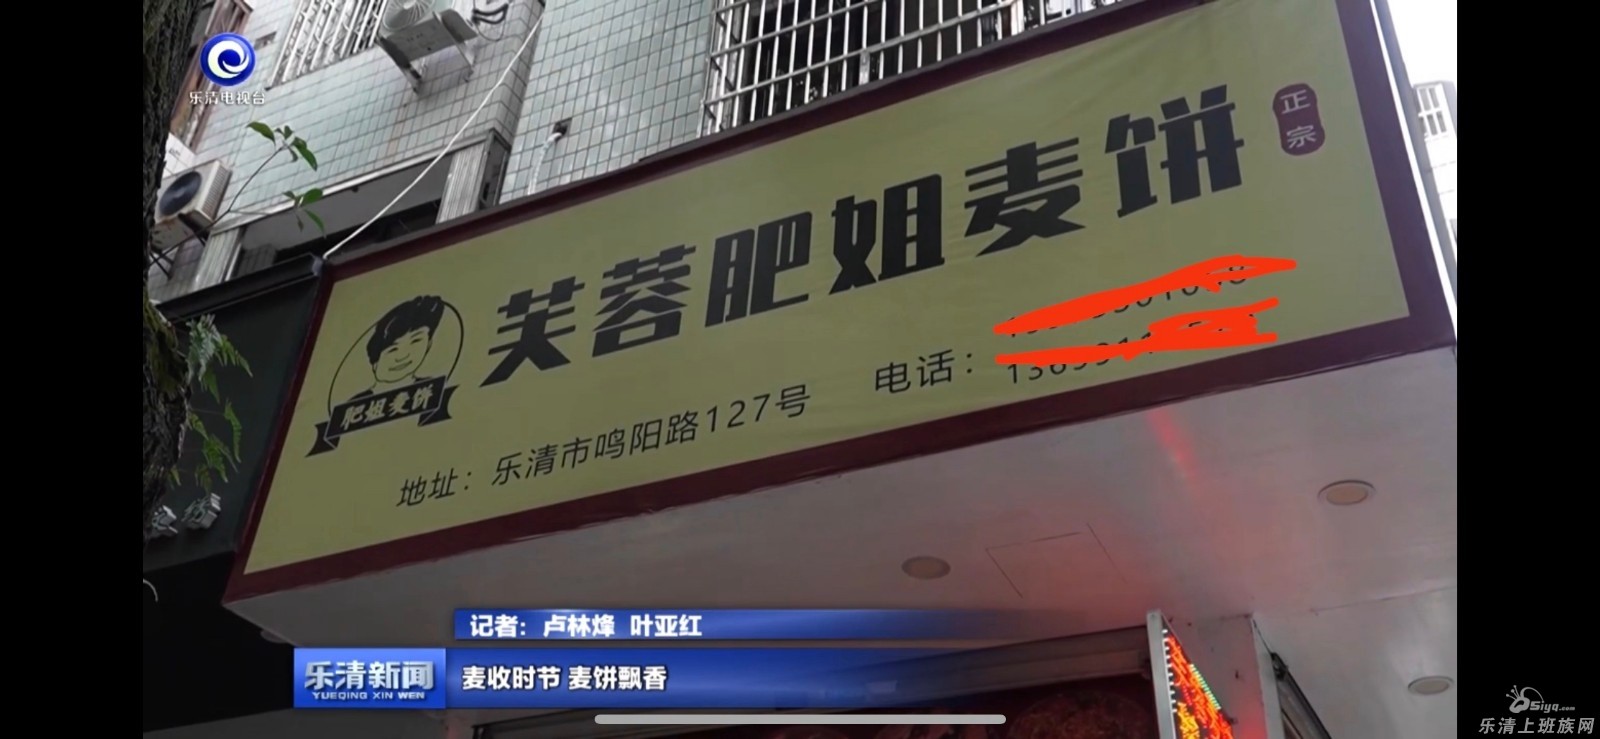 乐清电视台
芙蓉肥姐麦饼
正宗
肥姐麦饼
地址：乐清市鸣阳路127号
电话：
记者：卢林烽 叶亚红
乐清新闻
YUEQING XIN WEN
麦收时节 麦饼飘香
Siyq.com
乐清上班族网